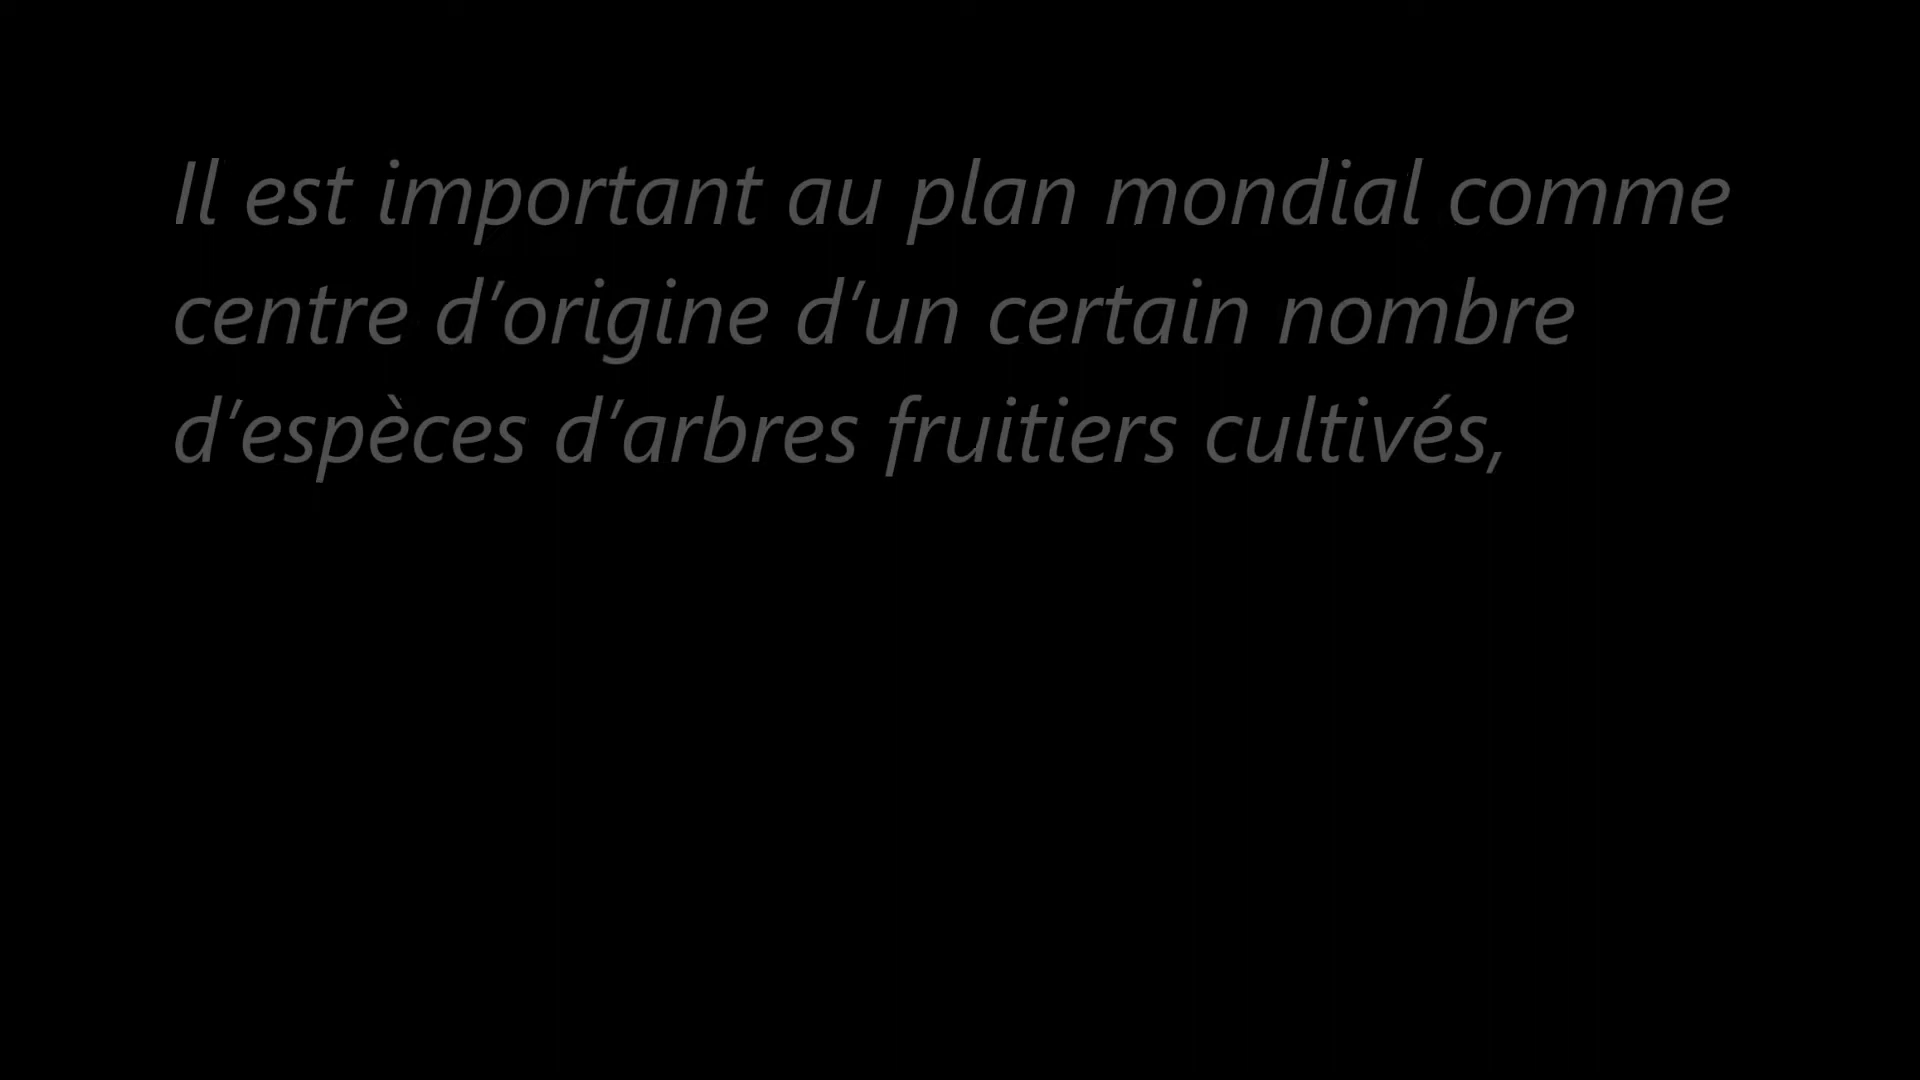 Il est important au plan mondial comme
centre d’origine d’un certain nombre
d’espèces d’arbres fruitiers cultivés,